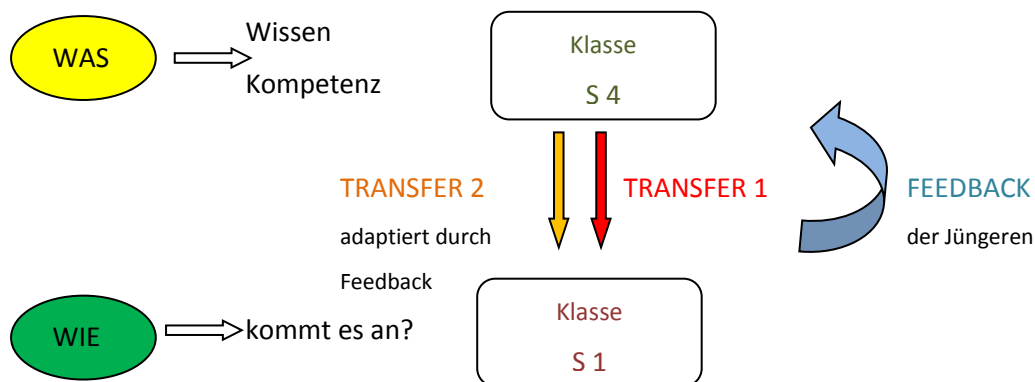 WAS
Wissen
Kompetenz
Klasse
S 4
TRANSFER 2
adaptiert durch
Feedback
TRANSFER 1
FEEDBACK
der Jüngeren
WIE
kommt es an?
Klasse
S 1